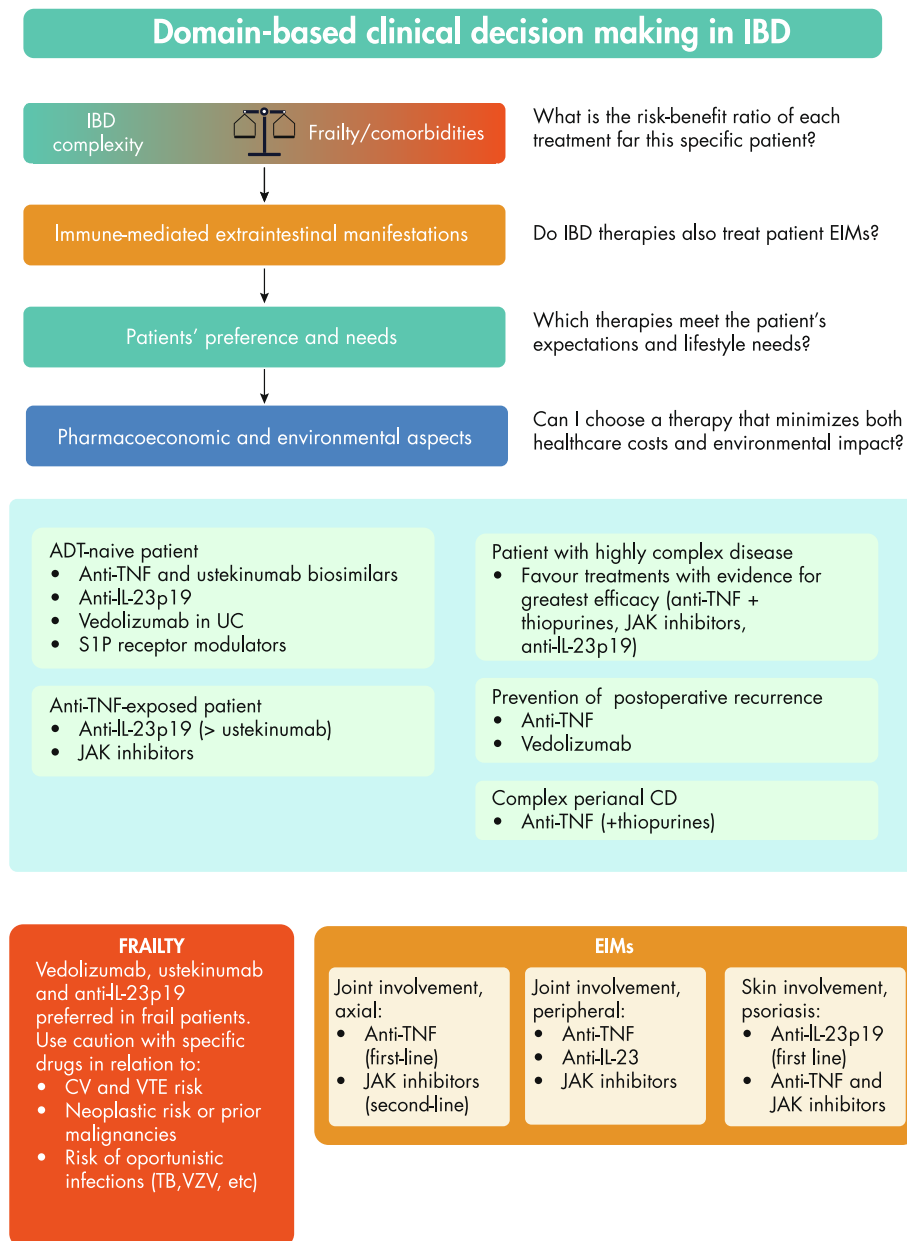 Domain-based clinical decision making in IBD
IBD
complexity
Frailty/comorbidities
What is the risk-benefit ratio of each
treatment far this specific patient?
Immune-mediated extraintestinal manifestations
Do IBD therapies also treat patient EIMs?
Patients’ preference and needs
Which therapies meet the patient’s
expectations and lifestyle needs?
Pharmacoeconomic and environmental aspects
Can I choose a therapy that minimizes both
healthcare costs and environmental impact?
ADT-naive patient
• Anti-TNF and ustekinumab biosimilars
• Anti-IL-23p19
• Vedolizumab in UC
• S1P receptor modulators
Anti-TNF-exposed patient
• Anti-IL-23p19 (> ustekinumab)
• JAK inhibitors
Patient with highly complex disease
• Favour treatments with evidence for
greatest efficacy (anti-TNF +
thiopurines, JAK inhibitors,
anti-IL-23p19)
Prevention of postoperative recurrence
• Anti-TNF
• Vedolizumab
Complex perianal CD
• Anti-TNF (+thiopurines)
FRAILTY
Vedolizumab, ustekinumab
and anti-IL-23p19
preferred in frail patients.
Use caution with specific
drugs in relation to:
• CV and VTE risk
• Neoplastic risk or prior
malignancies
• Risk of oportunistic
infections (TB,VZV, etc)
EIMs
Joint involvement,
axial:
• Anti-TNF
(first-line)
• JAK inhibitors
(second-line)
Joint involvement,
peripheral:
• Anti-TNF
• Anti-IL-23
• JAK inhibitors
Skin involvement,
psoriasis:
• Anti-IL-23p19
(first line)
• Anti-TNF and
JAK inhibitors